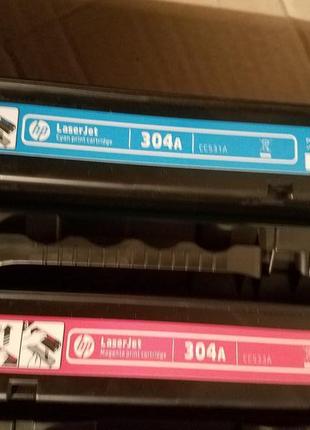 hp LaserJet 304A CC531A
Cyan print cartridge
hp LaserJet 304A CC533A
Magenta print cartridge